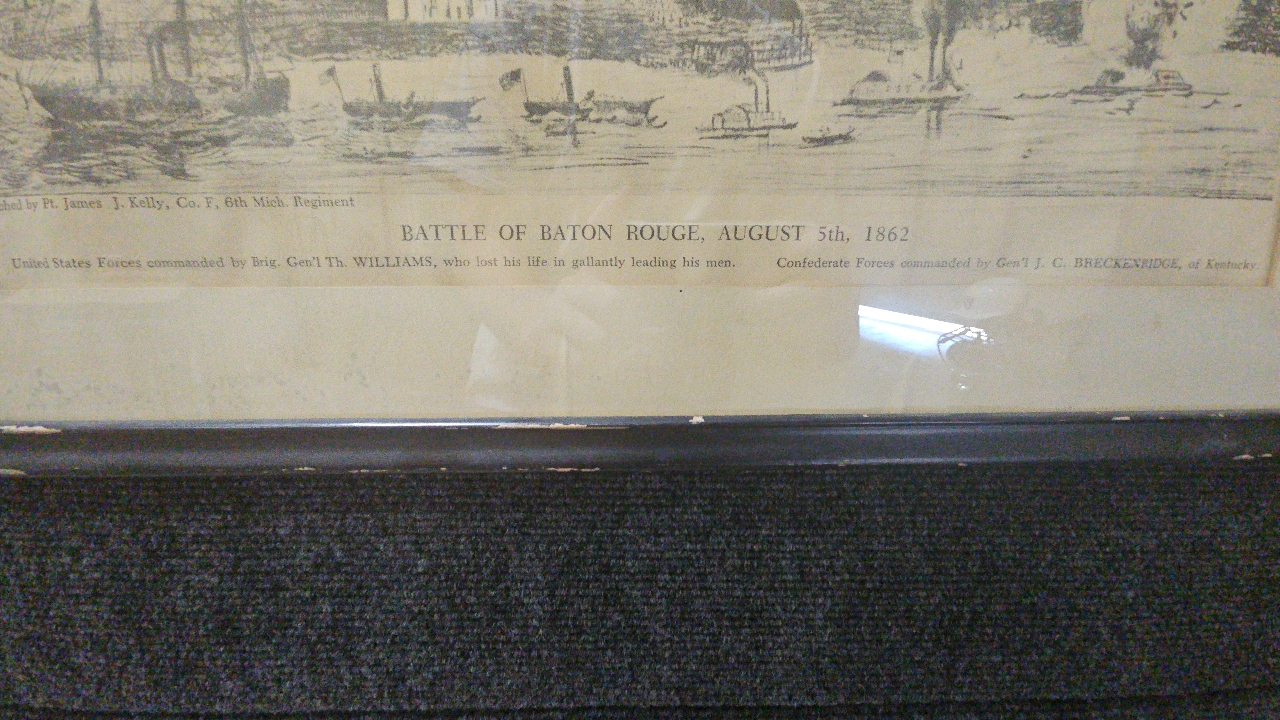 ched by Pt. James J. Kelly, Co. F, 6th Mich. Regiment
BATTLE OF BATON ROUGE, AUGUST 5th, 1862
United States Forces commanded by Brig. Gen'l Th. WILLIAMS, who lost his life in gallantly leading his men. Confederate Forces commanded by Gen'l J. C. BRECKENRIDGE, of Kentucky.